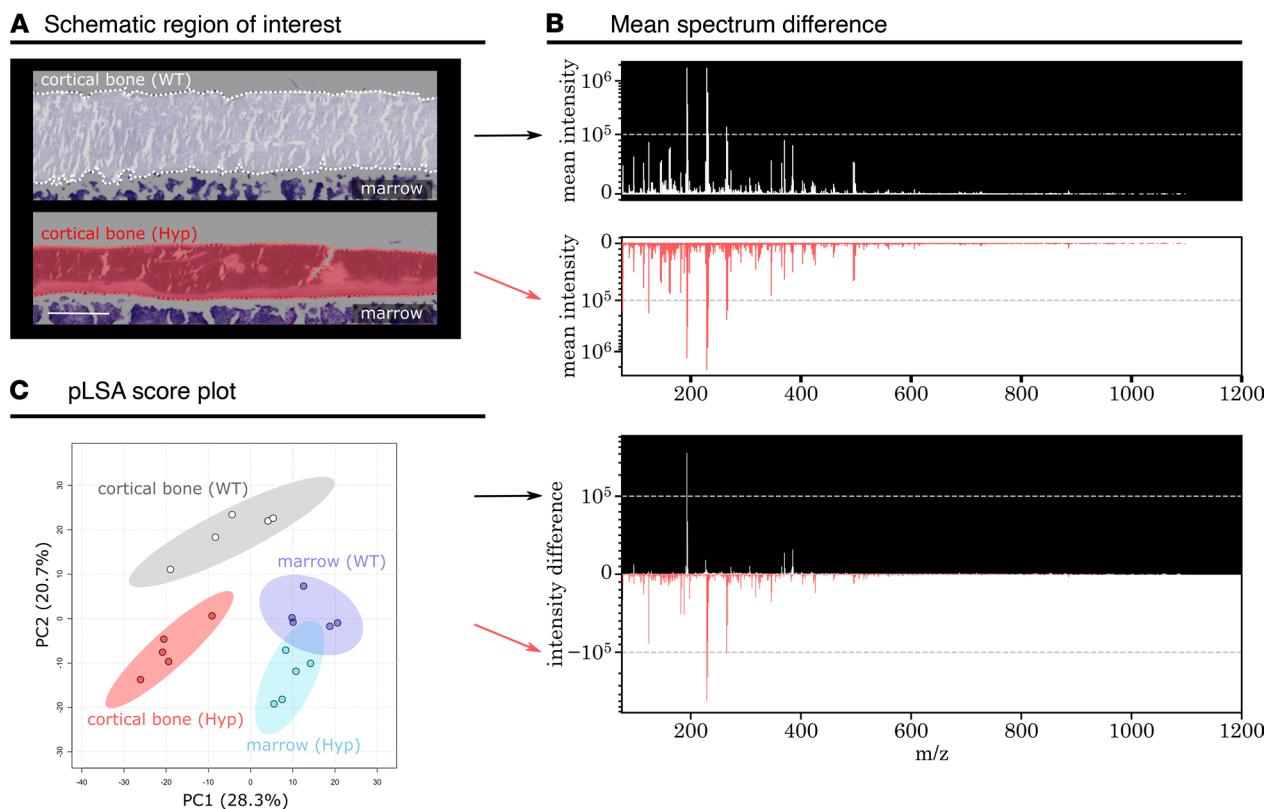 A Schematic region of interest
cortical bone (WT)
marrow
cortical bone (Hyp)
marrow
B Mean spectrum difference
mean intensity
10⁶
10⁵
0
mean intensity
0
10⁵
10⁶
200 400 600 800 1000 1200
intensity difference
10⁵
0
−10⁵
200 400 600 800 1000 1200
m/z
C pLSA score plot
cortical bone (WT)
marrow (WT)
cortical bone (Hyp)
marrow (Hyp)
PC2 (20.7%)
30
20
10
0
-10
-20
-30
-40 -30 -20 -10 0 10 20 30
PC1 (28.3%)